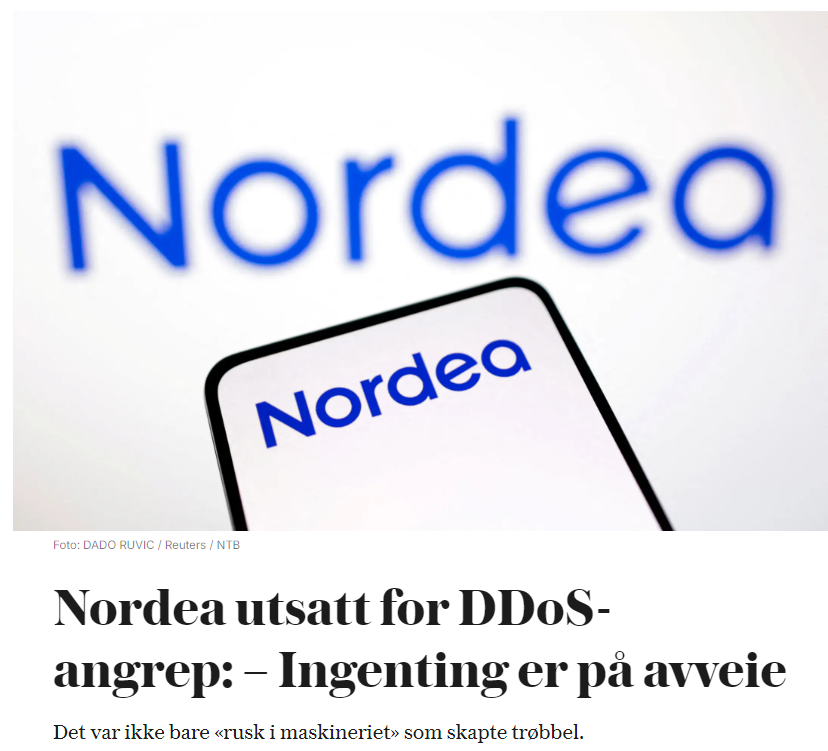 Nordea
Nordea
Foto: DADO RUVIC / Reuters / NTB
Nordea utsatt for DDoS-
angrep: – Ingenting er på avveie
Det var ikke bare «rusk i maskineriet» som skapte trøbbel.